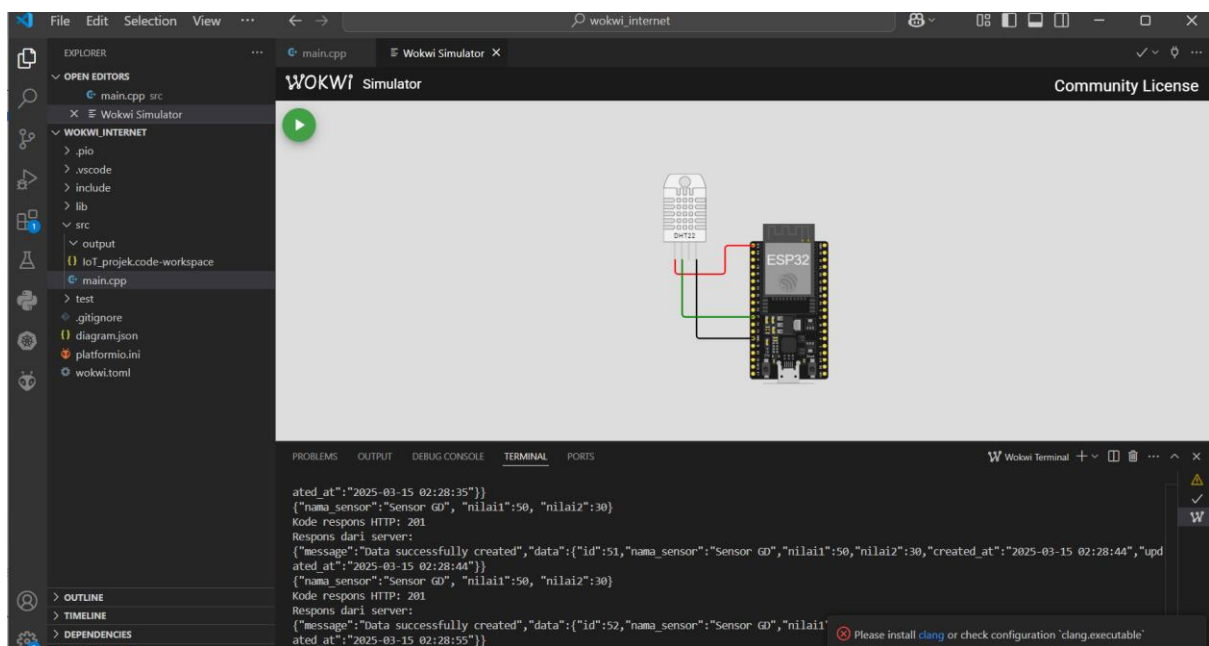 File Edit Selection View ··· wokwi_internet
EXPLORER ···
OPEN EDITORS
main.cpp src
Wokwi Simulator
WOKWI_INTERNET
.pio
.vscode
include
lib
src
output
IoT_projek.code-workspace
main.cpp
test
.gitignore
diagram.json
platformio.ini
wokwi.toml
OUTLINE
TIMELINE
DEPENDENCIES
1
main.cpp Wokwi Simulator
WOKWI Simulator Community License
DHT22
ESP32
PROBLEMS OUTPUT DEBUG CONSOLE TERMINAL PORTS Wokwi Terminal
ated_at":"2025-03-15 02:28:35"}}
{"nama_sensor":"Sensor GD", "nilai1":50, "nilai2":30}
Kode respons HTTP: 201
Respons dari server:
{"message":"Data successfully created","data":{"id":51,"nama_sensor":"Sensor GD","nilai1":50,"nilai2":30,"created_at":"2025-03-15 02:28:44","upd
ated_at":"2025-03-15 02:28:44"}}
{"nama_sensor":"Sensor GD", "nilai1":50, "nilai2":30}
Kode respons HTTP: 201
Respons dari server:
{"message":"Data successfully created","data":{"id":52,"nama_sensor":"Sensor GD","nilai1"
ated_at":"2025-03-15 02:28:55"}}
Please install clang or check configuration `clang.executable`